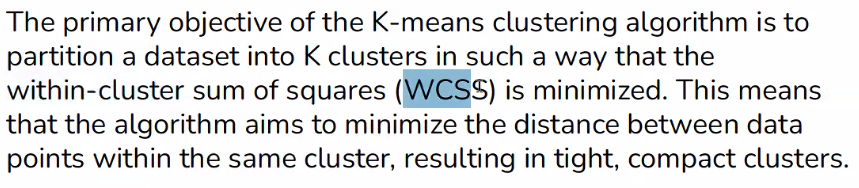 The primary objective of the K-means clustering algorithm is to
partition a dataset into K clusters in such a way that the
within-cluster sum of squares (WCSS) is minimized. This means
that the algorithm aims to minimize the distance between data
points within the same cluster, resulting in tight, compact clusters.